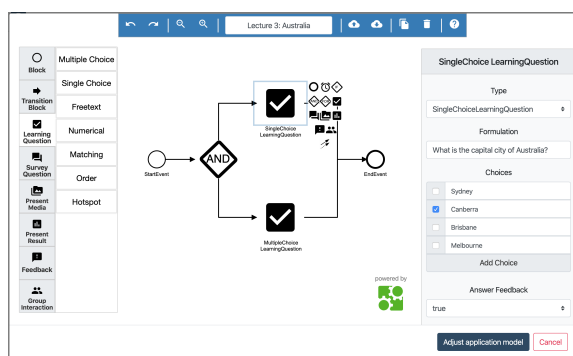 Lecture 3: Australia
Block
Transition
Block
Learning
Question
Survey
Question
Present
Media
Present
Result
Feedback
Group
Interaction
Multiple Choice
Single Choice
Freetext
Numerical
Matching
Order
Hotspot
StartEvent
AND
SingleChoice
LearningQuestion
MultipleChoice
LearningQuestion
EndEvent
powered by
SingleChoice LearningQuestion
Type
SingleChoiceLearningQuestion
Formulation
What is the capital city of Australia?
Choices
Sydney
Canberra
Brisbane
Melbourne
Add Choice
Answer Feedback
true
Adjust application model
Cancel